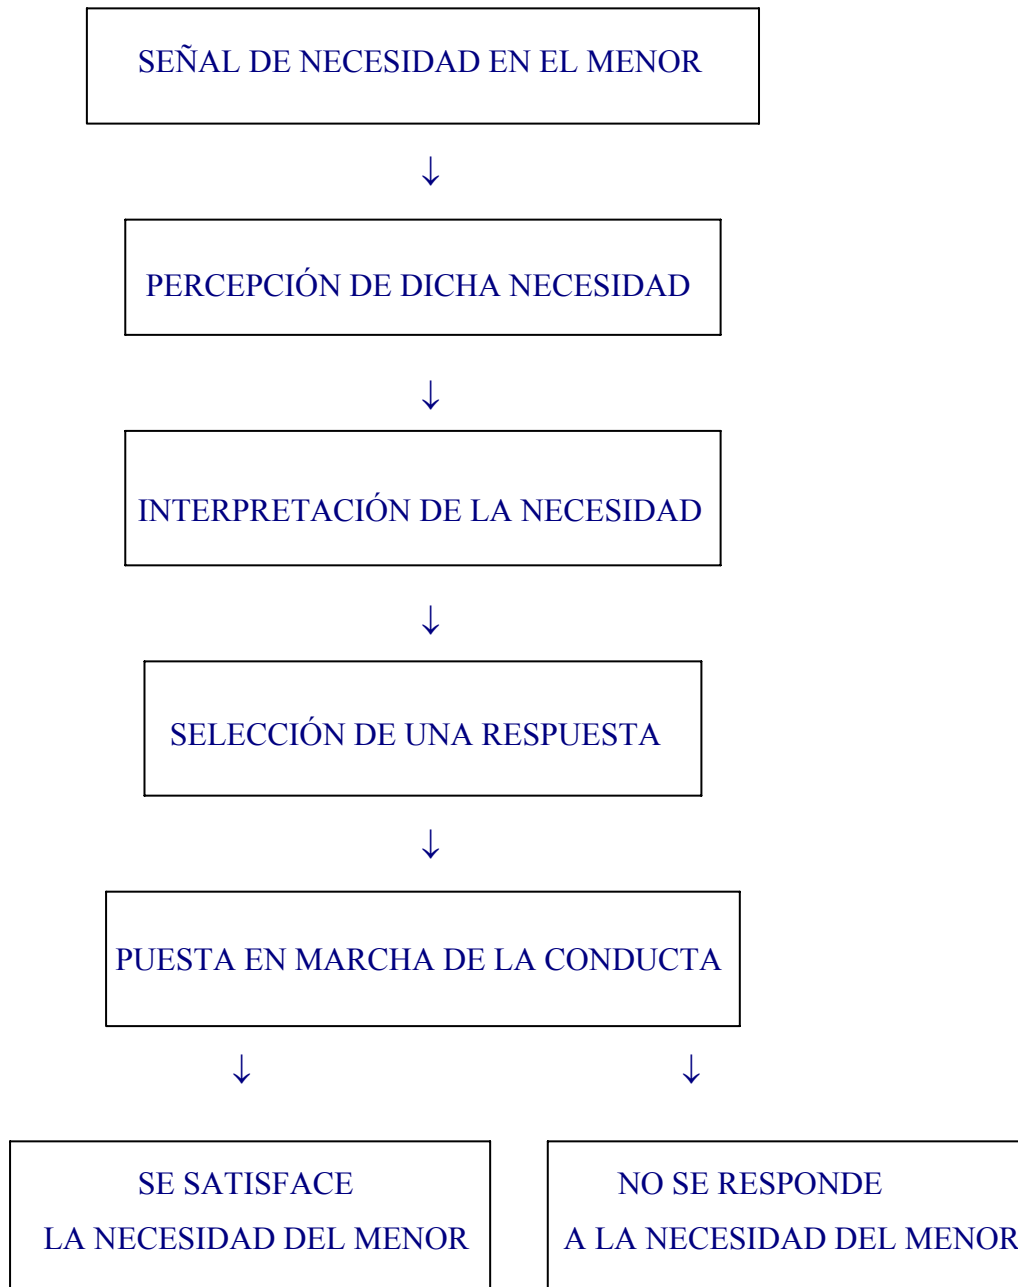 SEÑAL DE NECESIDAD EN EL MENOR
↓
PERCEPCIÓN DE DICHA NECESIDAD
↓
INTERPRETACIÓN DE LA NECESIDAD
↓
SELECCIÓN DE UNA RESPUESTA
↓
PUESTA EN MARCHA DE LA CONDUCTA
↓ ↓
SE SATISFACE
LA NECESIDAD DEL MENOR
NO SE RESPONDE
A LA NECESIDAD DEL MENOR